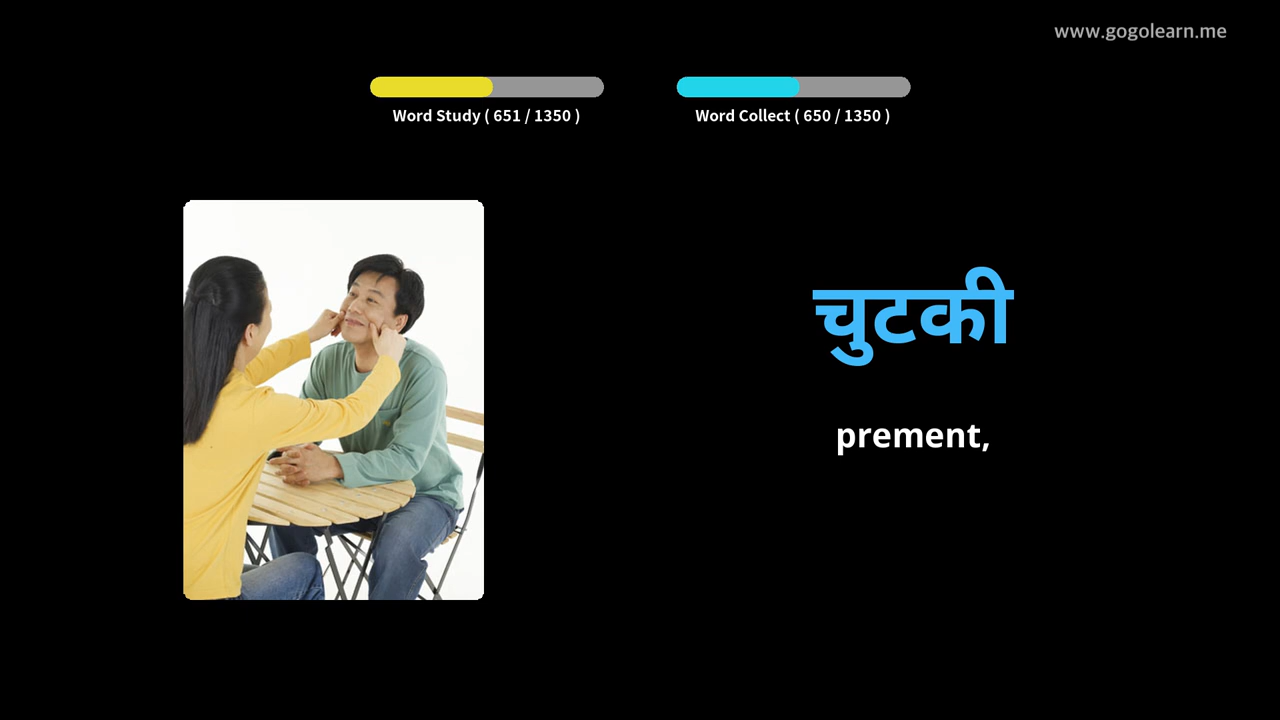 www.gogolearn.me
Word Study ( 651 / 1350 )
Word Collect ( 650 / 1350 )
चुटकी
prement,